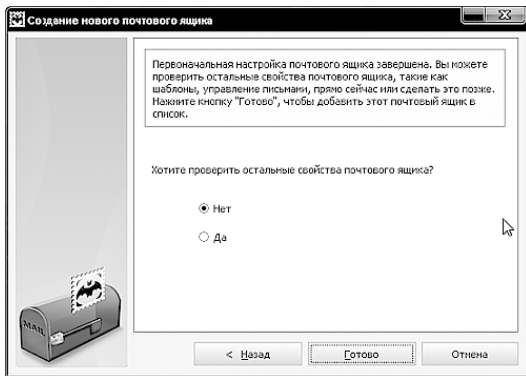 Создание нового почтового ящика
Первоначальная настройка почтового ящика завершена. Вы можете
проверить остальные свойства почтового ящика, такие как
шаблоны, управление письмами, прямо сейчас или сделать это позже.
Нажмите кнопку "Готово", чтобы добавить этот почтовый ящик в
список.
Хотите проверить остальные свойства почтового ящика?
Нет
Да
MAIL
< Назад
Готово
Отмена